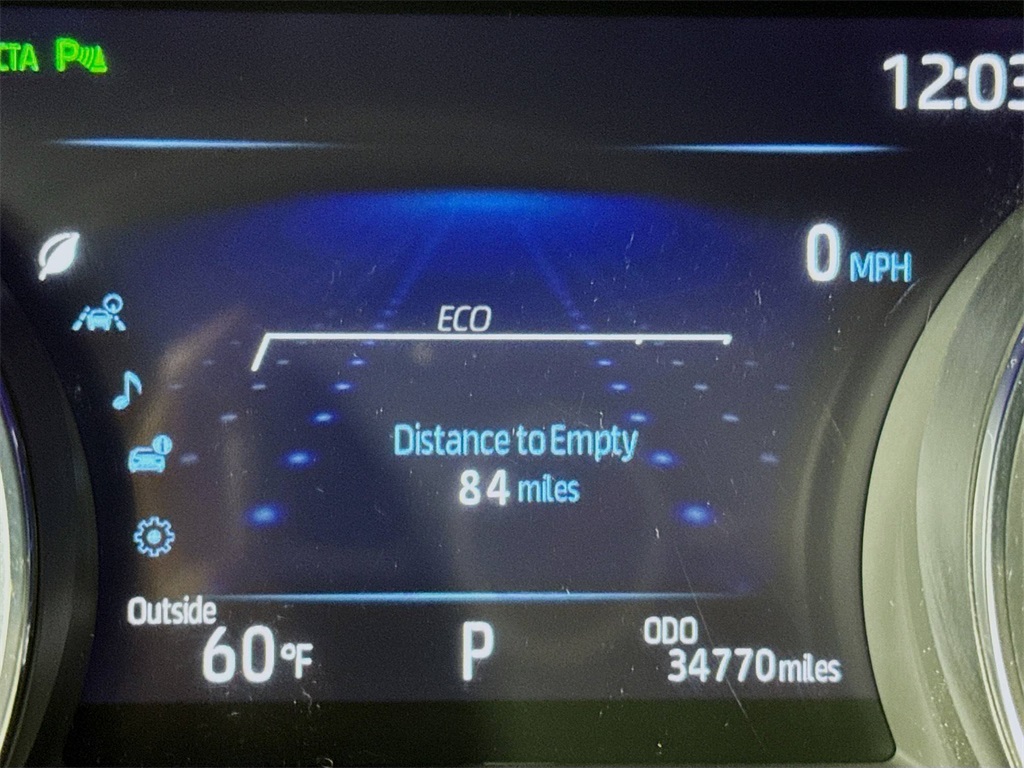 CTA P
12:03
0 MPH
ECO
Distance to Empty
84 miles
Outside
60°F
P
ODO
34770 miles